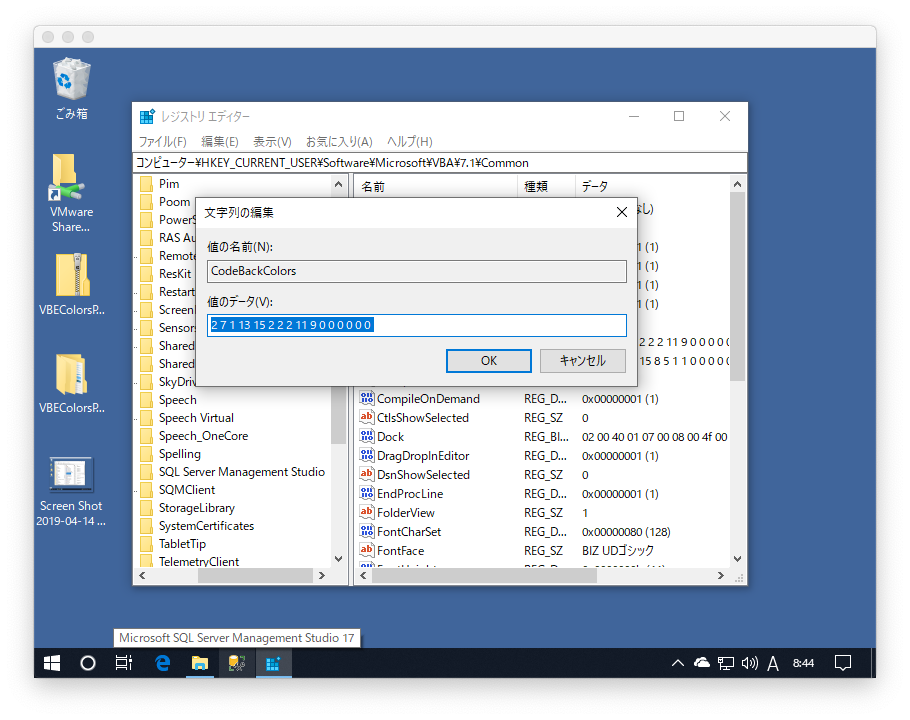 ごみ箱
VMware
Share...
VBEColorsP...
VBEColorsP...
Screen Shot
2019-04-14 ...
レジストリ エディター
ファイル(F) 編集(E) 表示(V) お気に入り(A) ヘルプ(H)
コンピューター¥HKEY_CURRENT_USER¥Software¥Microsoft¥VBA¥7.1¥Common
Pim
Poom
PowerS
RAS Au
Remote
ResKit
Restart
Screen
Sensors
Shared
Shared
SkyDriv
Speech
Speech Virtual
Speech_OneCore
Spelling
SQL Server Management Studio
SQMClient
StorageLibrary
SystemCertificates
TabletTip
TelemetryClient
名前 種類 データ
なし)
1 (1)
1 (1)
1 (1)
1 (1)
2 2 2 11 9 0 0 0 0 0
15 8 5 1 1 0 0 0 0
CompileOnDemand REG_D... 0x00000001 (1)
CtlsShowSelected REG_SZ 0
Dock REG_BI... 02 00 40 01 07 00 08 00 4f 00
DragDropInEditor REG_D... 0x00000001 (1)
DsnShowSelected REG_SZ 0
EndProcLine REG_D... 0x00000001 (1)
FolderView REG_SZ 1
FontCharSet REG_D... 0x00000080 (128)
FontFace REG_SZ BIZ UDゴシック
文字列の編集
値の名前(N):
CodeBackColors
値のデータ(V):
2 7 1 13 15 2 2 2 11 9 0 0 0 0 0 0
OK キャンセル
Microsoft SQL Server Management Studio 17
A 8:44